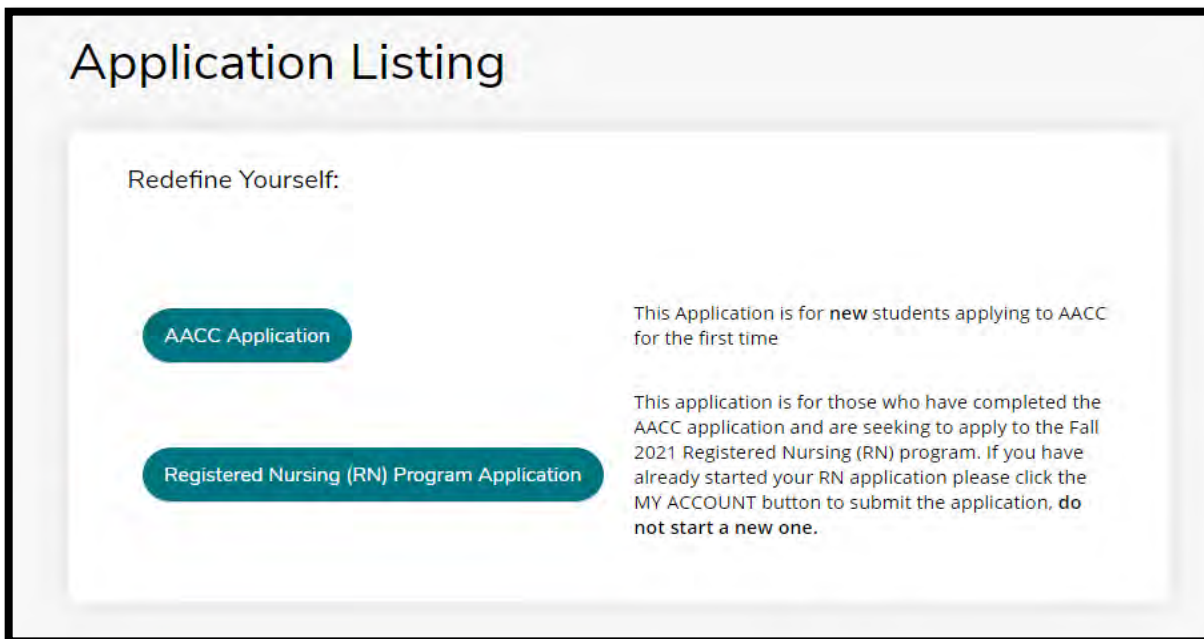 Application Listing
Redefine Yourself:
AACC Application
This Application is for new students applying to AACC
for the first time
Registered Nursing (RN) Program Application
This application is for those who have completed the
AACC application and are seeking to apply to the Fall
2021 Registered Nursing (RN) program. If you have
already started your RN application please click the
MY ACCOUNT button to submit the application, do
not start a new one.